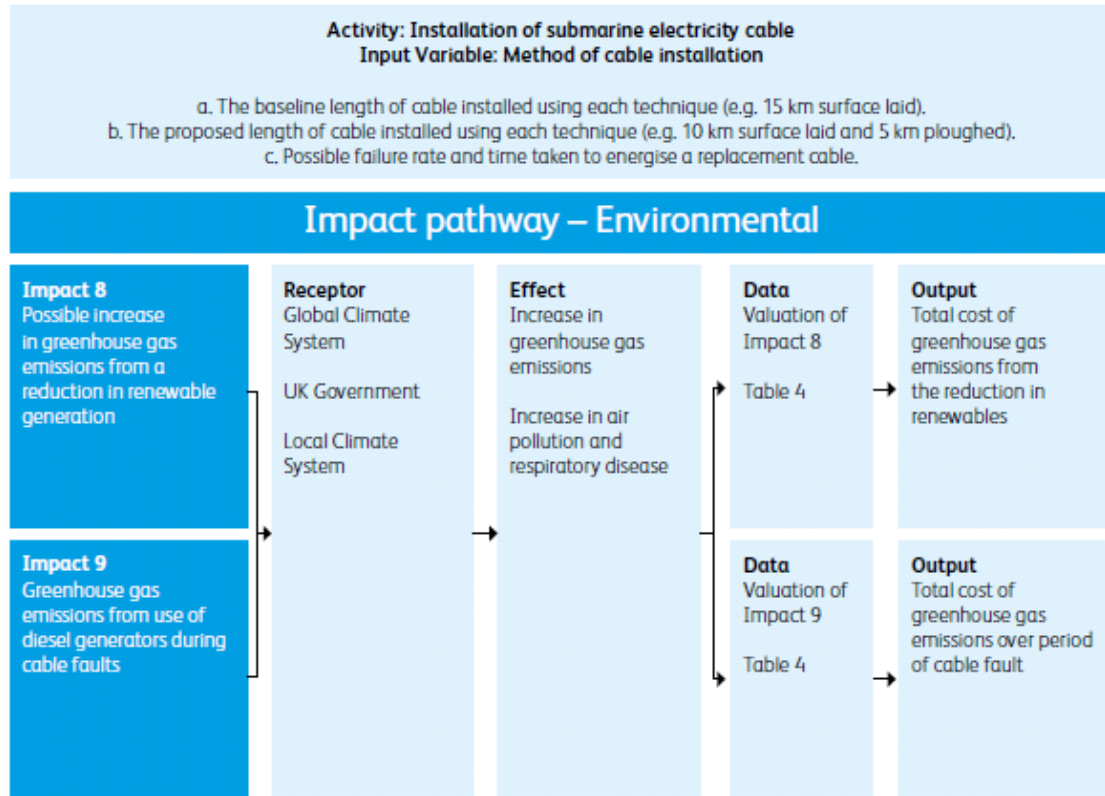 Activity: Installation of submarine electricity cable
Input Variable: Method of cable installation
a. The baseline length of cable installed using each technique (e.g. 15 km surface laid).
b. The proposed length of cable installed using each technique (e.g. 10 km surface laid and 5 km ploughed).
c. Possible failure rate and time taken to energise a replacement cable.
Impact pathway – Environmental
Impact 8
Possible increase
in greenhouse gas
emissions from a
reduction in renewable
generation
Impact 9
Greenhouse gas
emissions from use of
diesel generators during
cable faults
Receptor
Global Climate
System
UK Government
Local Climate
System
Effect
Increase in
greenhouse gas
emissions
Increase in air
pollution and
respiratory disease
Data
Valuation of
Impact 8
Table 4
Output
Total cost of
greenhouse gas
emissions from
the reduction in
renewables
Data
Valuation of
Impact 9
Table 4
Output
Total cost of
greenhouse gas
emissions over period
of cable fault